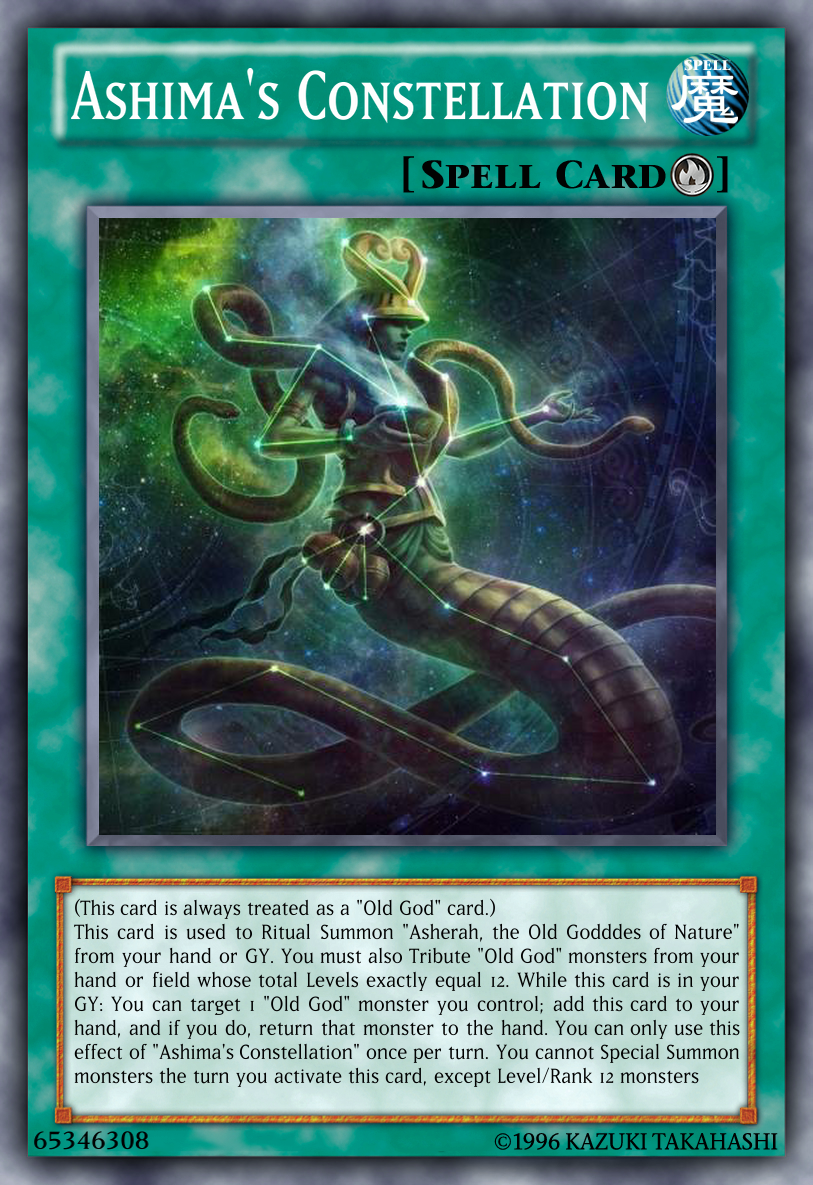 Ashima's Constellation
SPELL
魔
[Spell Card]
(This card is always treated as a "Old God" card.)
This card is used to Ritual Summon "Asherah, the Old Godddes of Nature"
from your hand or GY. You must also Tribute "Old God" monsters from your
hand or field whose total Levels exactly equal 12. While this card is in your
GY: You can target 1 "Old God" monster you control; add this card to your
hand, and if you do, return that monster to the hand. You can only use this
effect of "Ashima's Constellation" once per turn. You cannot Special Summon
monsters the turn you activate this card, except Level/Rank 12 monsters
65346308
©1996 KAZUKI TAKAHASHI